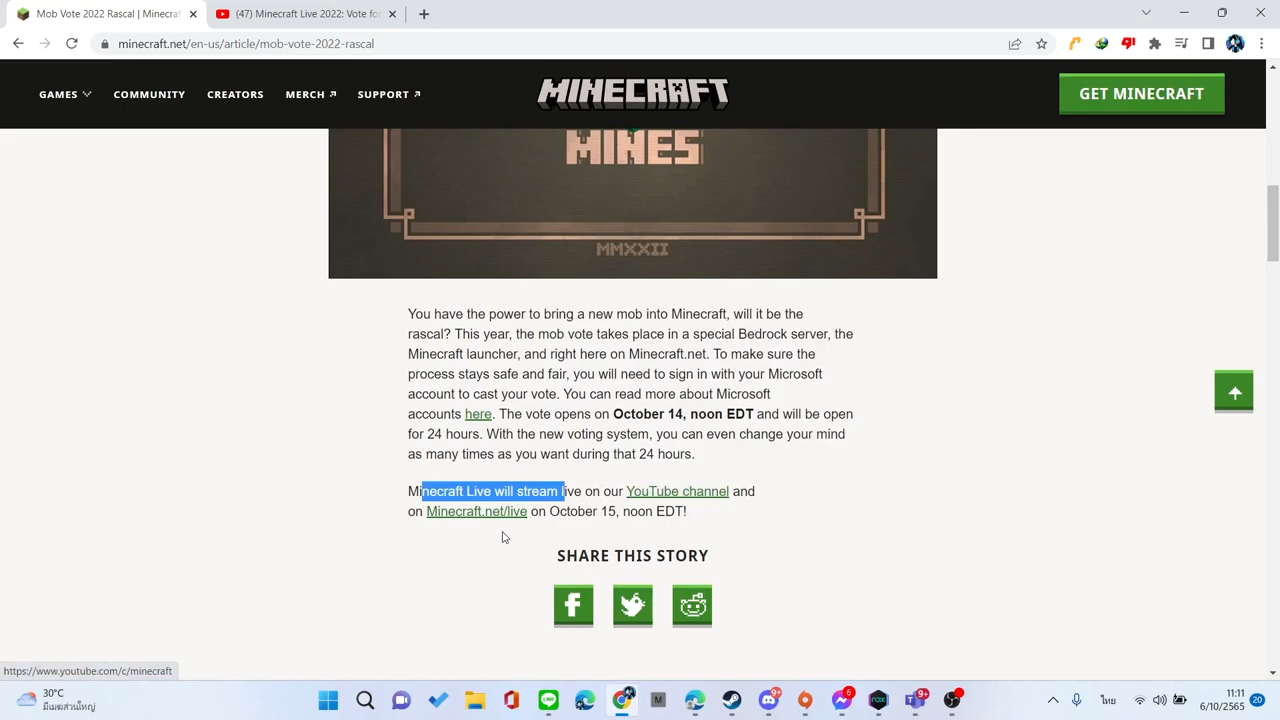 Mob Vote 2022 Rascal | Minecraft
(47) Minecraft Live 2022: Vote for
minecraft.net/en-us/article/mob-vote-2022-rascal
GAMES
COMMUNITY
CREATORS
MERCH
SUPPORT
MINECRAFT
GET MINECRAFT
MINES
MMXXII
You have the power to bring a new mob into Minecraft, will it be the
rascal? This year, the mob vote takes place in a special Bedrock server, the
Minecraft launcher, and right here on Minecraft.net. To make sure the
process stays safe and fair, you will need to sign in with your Microsoft
account to cast your vote. You can read more about Microsoft
accounts here. The vote opens on October 14, noon EDT and will be open
for 24 hours. With the new voting system, you can even change your mind
as many times as you want during that 24 hours.
Minecraft Live will stream live on our YouTube channel and
on Minecraft.net/live on October 15, noon EDT!
SHARE THIS STORY
https://www.youtube.com/c/minecraft
30°C
มีเมฆส่วนใหญ่
M
nox
9+
6
9+
ไทย
11:11
6/10/2565
20